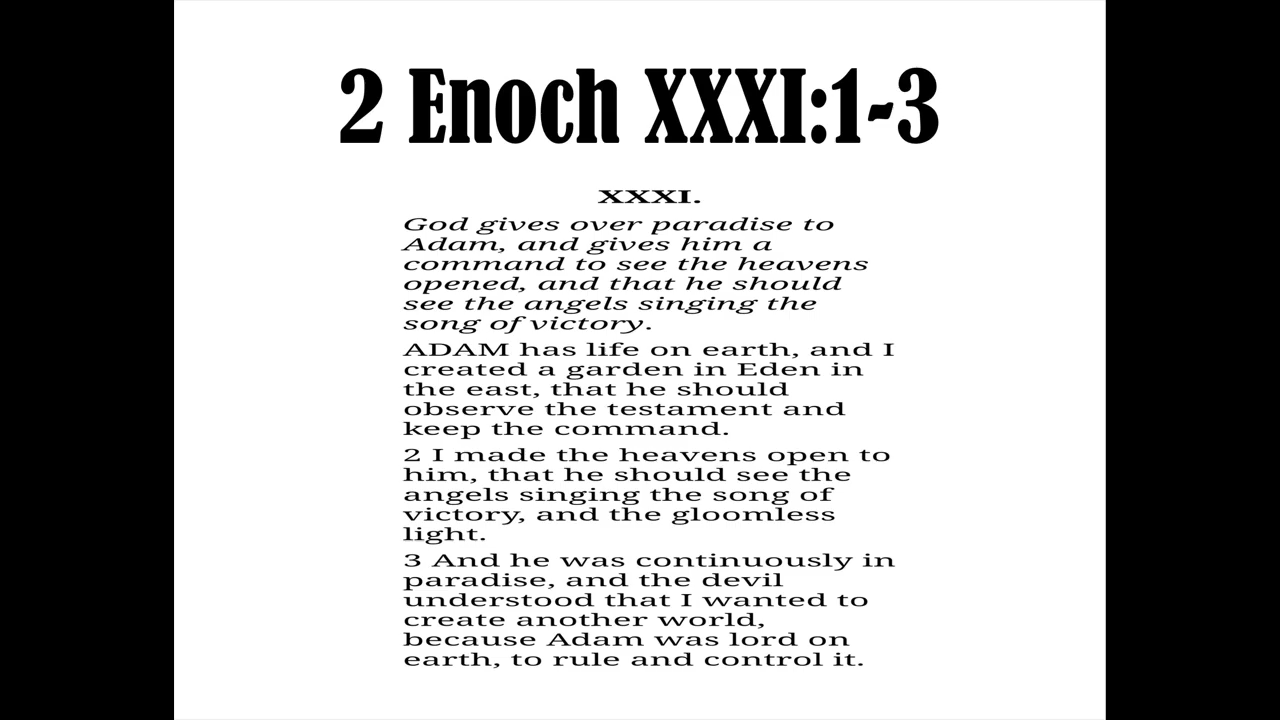 2 Enoch XXXI:1-3
XXXI.
God gives over paradise to
Adam, and gives him a
command to see the heavens
opened, and that he should
see the angels singing the
song of victory.
ADAM has life on earth, and I
created a garden in Eden in
the east, that he should
observe the testament and
keep the command.
2 I made the heavens open to
him, that he should see the
angels singing the song of
victory, and the gloomless
light.
3 And he was continuously in
paradise, and the devil
understood that I wanted to
create another world,
because Adam was lord on
earth, to rule and control it.